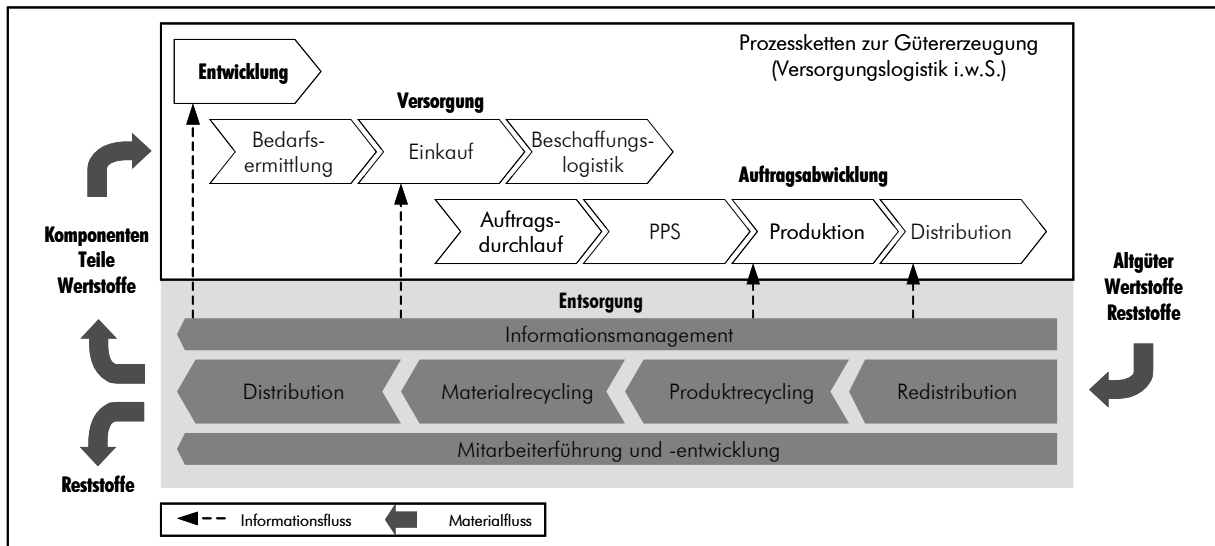 Prozessketten zur Gütererzeugung
(Versorgungslogistik i.w.S.)
Entwicklung
Versorgung
Bedarfs-
ermittlung
Einkauf
Beschaffungs-
logistik
Auftragsabwicklung
Auftrags-
durchlauf
PPS
Produktion
Distribution
Komponenten
Teile
Wertstoffe
Altgüter
Wertstoffe
Reststoffe
Entsorgung
Informationsmanagement
Distribution
Materialrecycling
Produktrecycling
Redistribution
Mitarbeiterführung und -entwicklung
Reststoffe
Informationsfluss
Materialfluss